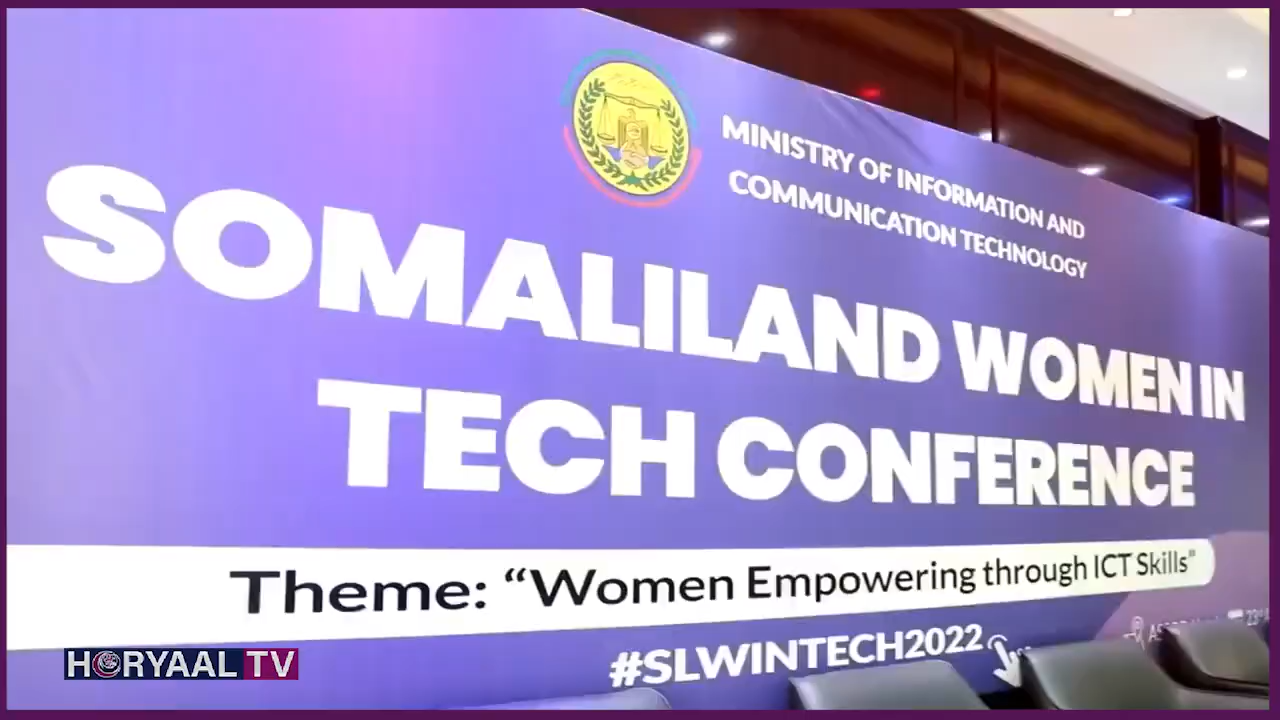 MINISTRY OF INFORMATION AND
COMMUNICATION TECHNOLOGY
SOMALILAND WOMEN IN
TECH CONFERENCE
Theme: “Women Empowering through ICT Skills”
#SLWINTECH2022
HORYAAL TV